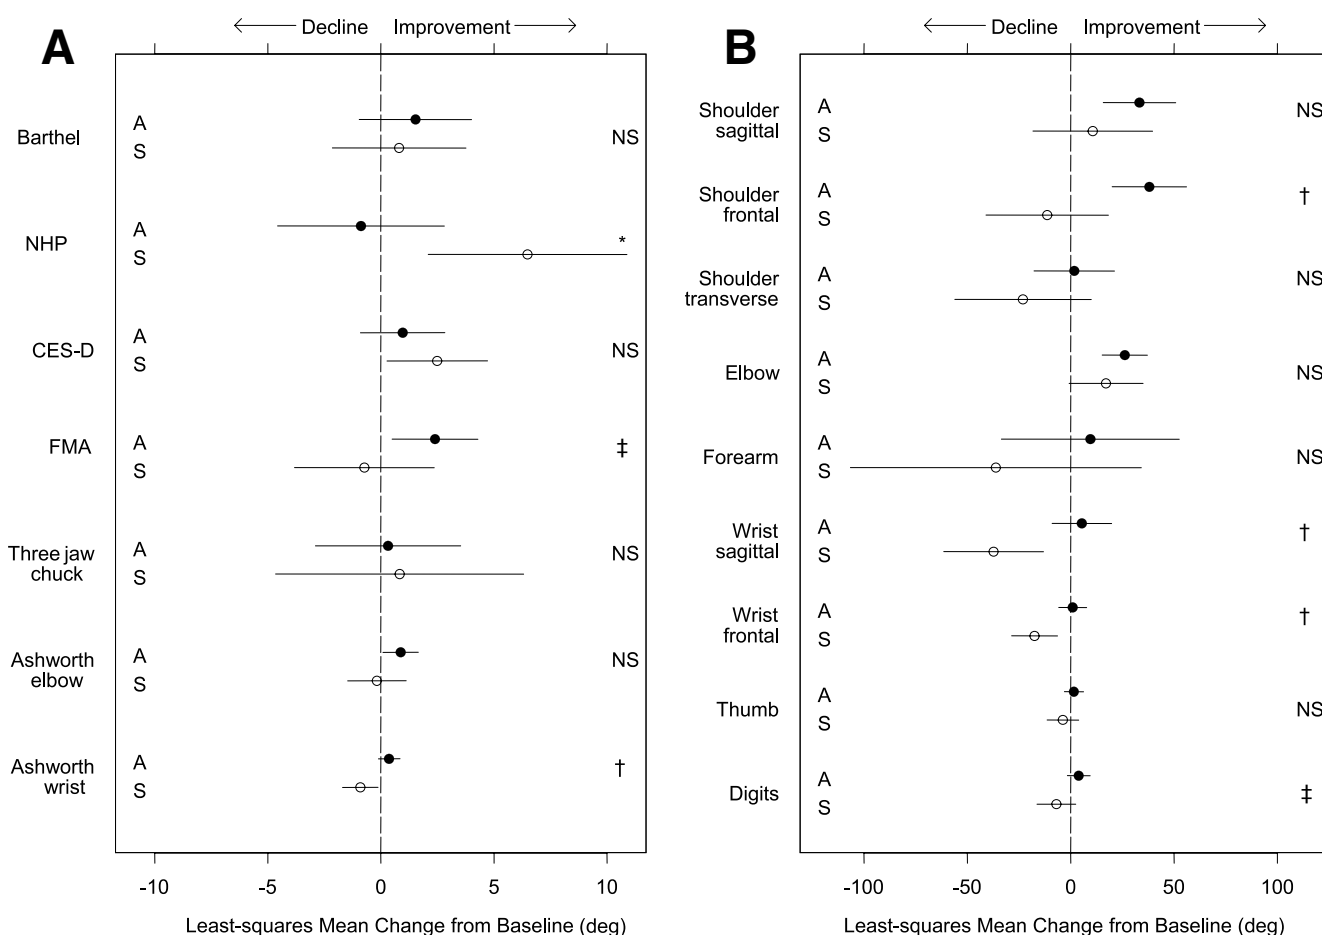 A
← Decline Improvement →
Barthel
A
S
NS
NHP
A
S
*
CES-D
A
S
NS
FMA
A
S
‡
Three jaw
chuck
A
S
NS
Ashworth
elbow
A
S
NS
Ashworth
wrist
A
S
†
-10 -5 0 5 10
Least-squares Mean Change from Baseline (deg)
B
← Decline Improvement →
Shoulder
sagittal
A
S
NS
Shoulder
frontal
A
S
†
Shoulder
transverse
A
S
NS
Elbow
A
S
NS
Forearm
A
S
NS
Wrist
sagittal
A
S
†
Wrist
frontal
A
S
†
Thumb
A
S
NS
Digits
A
S
‡
-100 -50 0 50 100
Least-squares Mean Change from Baseline (deg)